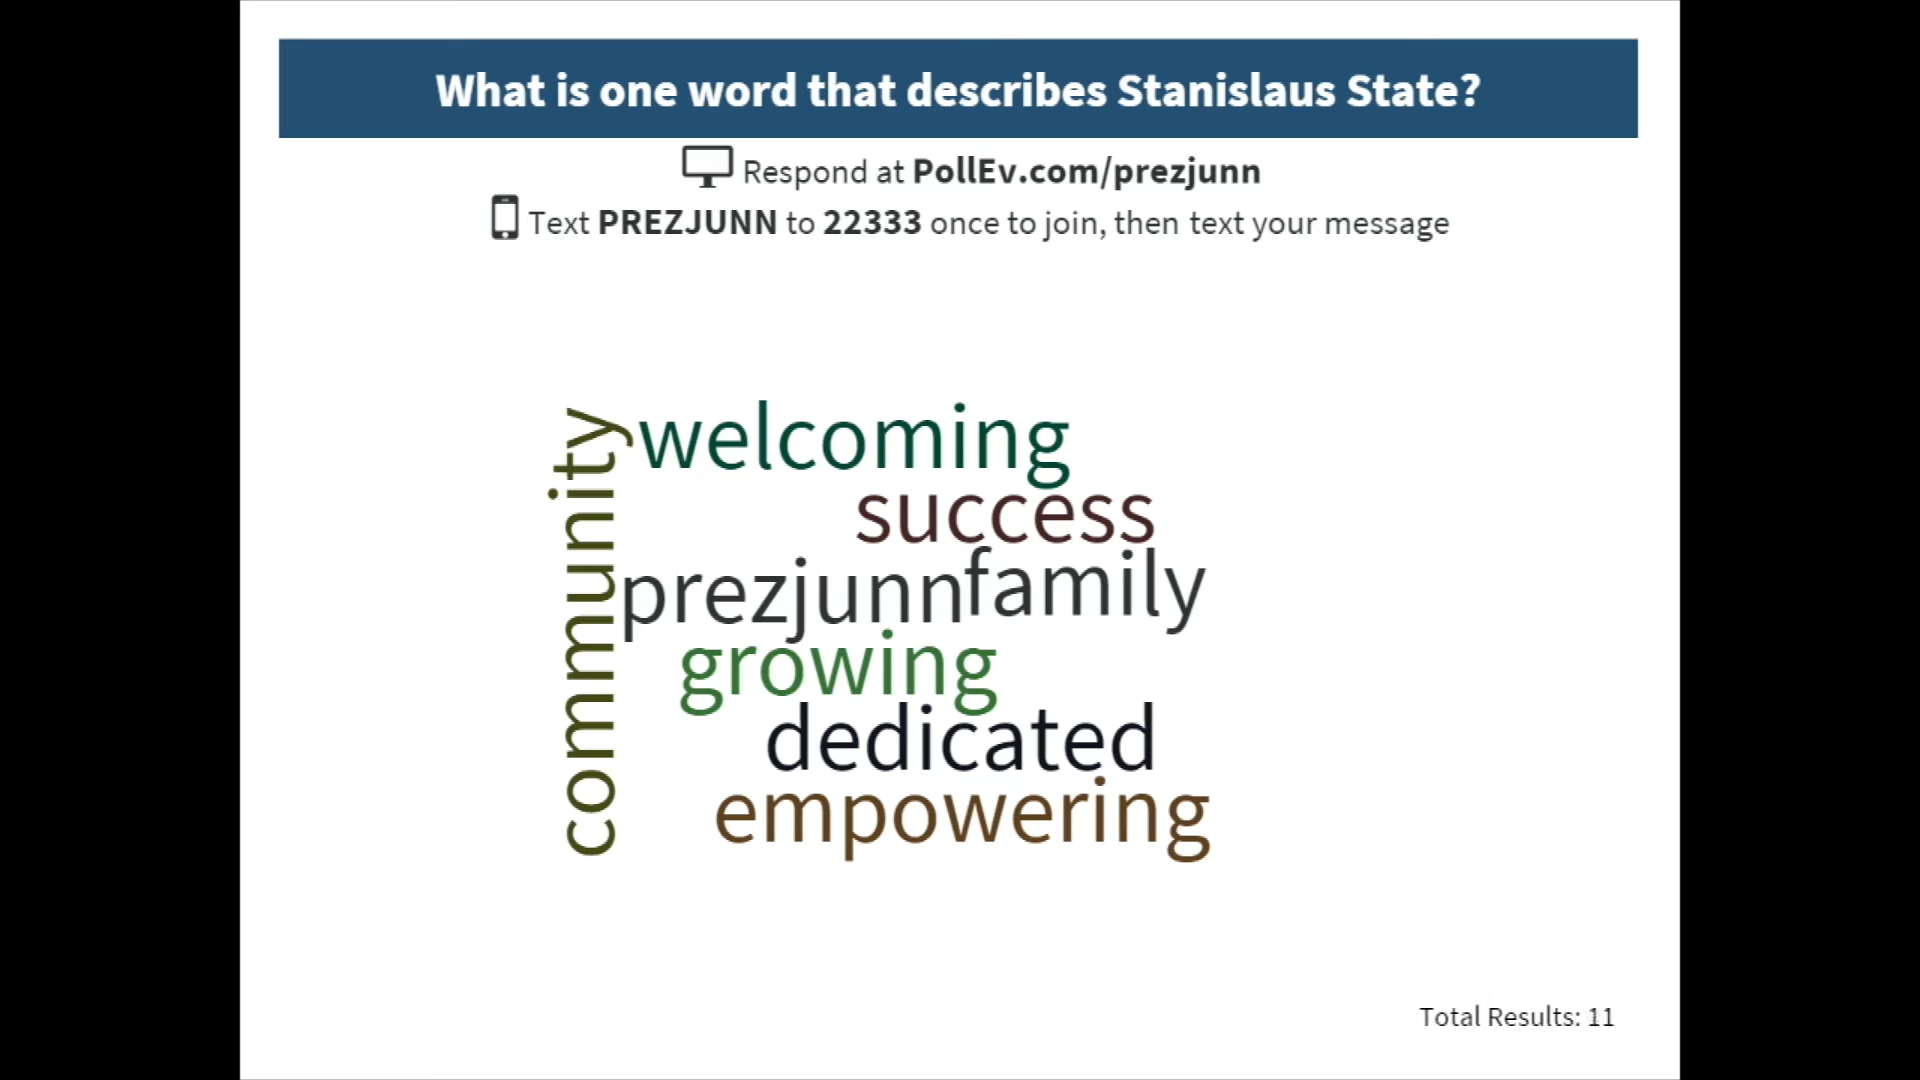 What is one word that describes Stanislaus State?
Respond at PollEv.com/prezjunn
Text PREZJUNN to 22333 once to join, then text your message
community
welcoming
success
prezjunn
family
growing
dedicated
empowering
Total Results: 11